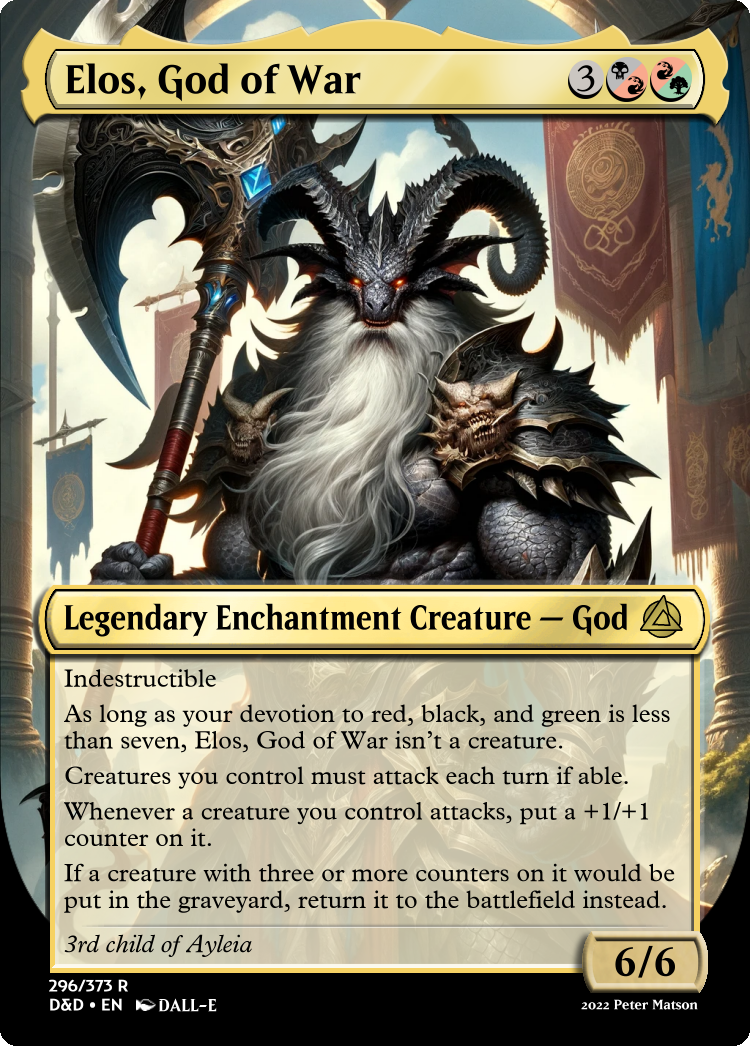 Elos, God of War
3
Legendary Enchantment Creature — God
Indestructible
As long as your devotion to red, black, and green is less
than seven, Elos, God of War isn't a creature.
Creatures you control must attack each turn if able.
Whenever a creature you control attacks, put a +1/+1
counter on it.
If a creature with three or more counters on it would be
put in the graveyard, return it to the battlefield instead.
3rd child of Ayleia
6/6
296/373 R
D&D • EN DALL-E
2022 Peter Matson